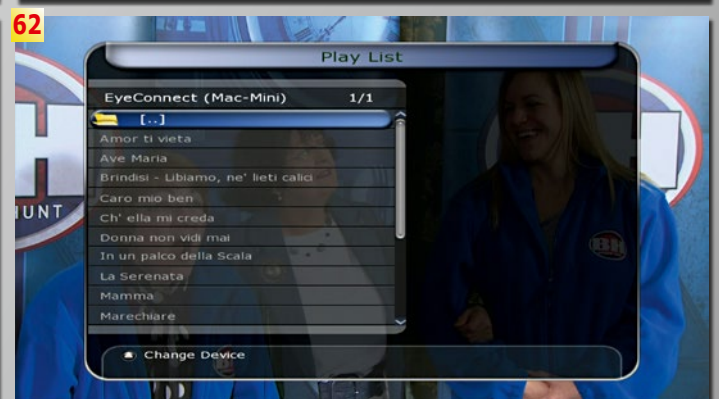 62
Play List
EyeConnect (Mac-Mini) 1/1
[..]
Amor ti vieta
Ave Maria
Brindisi - Libiamo, ne' lieti calici
Caro mio ben
Ch' ella mi creda
Donna non vidi mai
In un palco della Scala
La Serenata
Mamma
Marechiare
Change Device
HUNT
BH